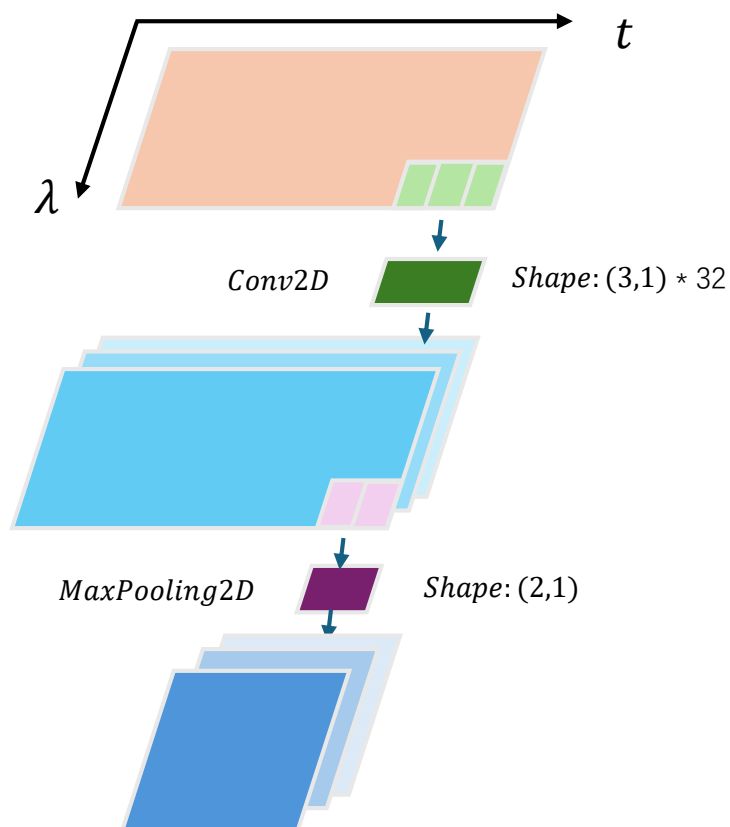 t
λ
Conv2D
Shape: (3,1) * 32
MaxPooling2D
Shape: (2,1)